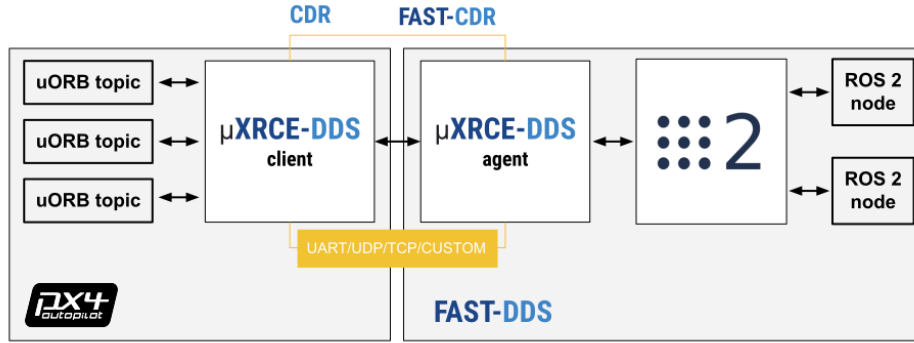 CDR
FAST-CDR
uORB topic
uORB topic
uORB topic
μXRCE-DDS
client
μXRCE-DDS
agent
2
ROS 2
node
ROS 2
node
UART/UDP/TCP/CUSTOM
px4
autopilot
FAST-DDS